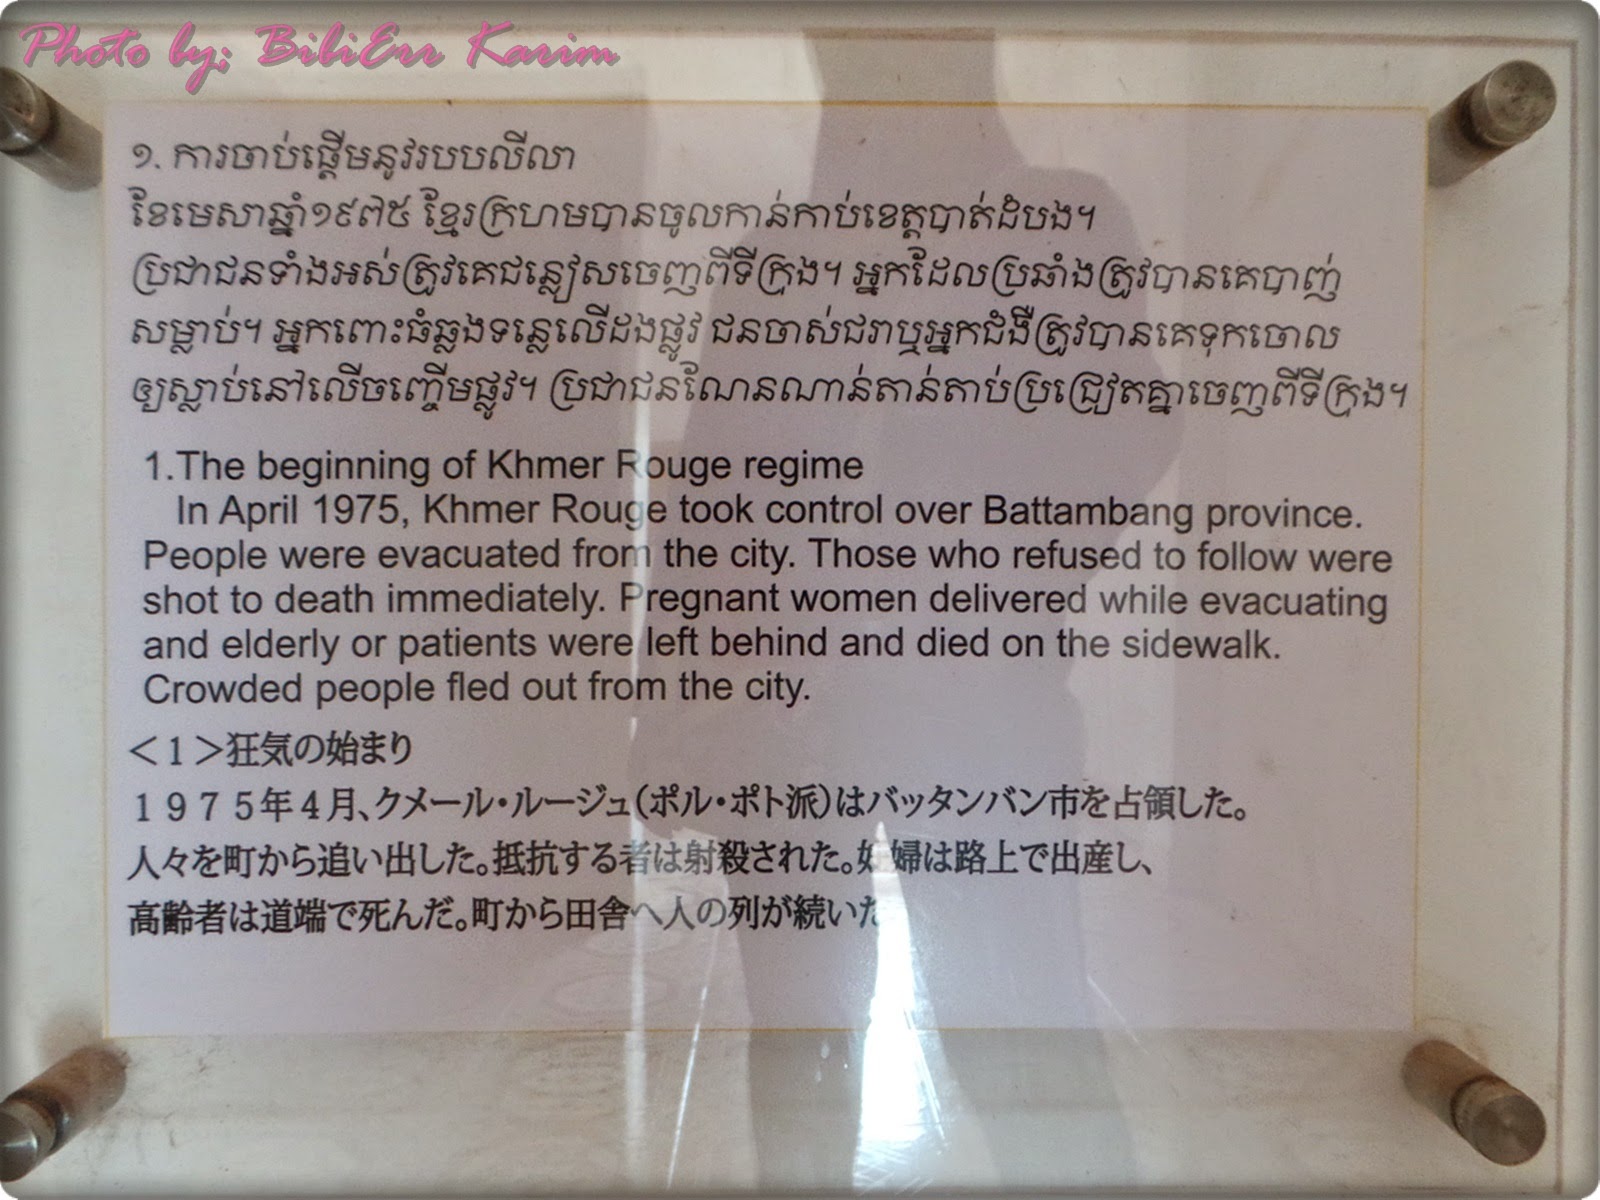 Photo by; BibiErr Karim
១. ការចាប់ផ្ដើមនូវរបបលីលា
ខែមេសាឆ្នាំ១៩៧៥ ខ្មែរក្រហមបានចូលកាន់កាប់ខេត្តបាត់ដំបង។
ប្រជាជនទាំងអស់ត្រូវគេជន្លៀសចេញពីទីក្រុង។ អ្នកដែលប្រឆាំងត្រូវបានគេបាញ់
សម្លាប់។ អ្នកពោះធំឆ្លងទន្លេលើដងផ្លូវ ជនចាស់ជរាឬអ្នកជំងឺត្រូវបានគេទុកចោល
ឲ្យស្លាប់នៅលើចញ្ចើមផ្លូវ។ ប្រជាជនណែនណាន់តាន់តាប់ប្រជ្រៀតគ្នាចេញពីទីក្រុង។
1.The beginning of Khmer Rouge regime
In April 1975, Khmer Rouge took control over Battambang province.
People were evacuated from the city. Those who refused to follow were
shot to death immediately. Pregnant women delivered while evacuating
and elderly or patients were left behind and died on the sidewalk.
Crowded people fled out from the city.
＜１＞狂気の始まり
１９７５年４月、クメール・ルージュ（ポル・ポト派）はバッタンバン市を占領した。
人々を町から追い出した。抵抗する者は射殺された。妊婦は路上で出産し、
高齢者は道端で死んだ。町から田舎へ人の列が続いた